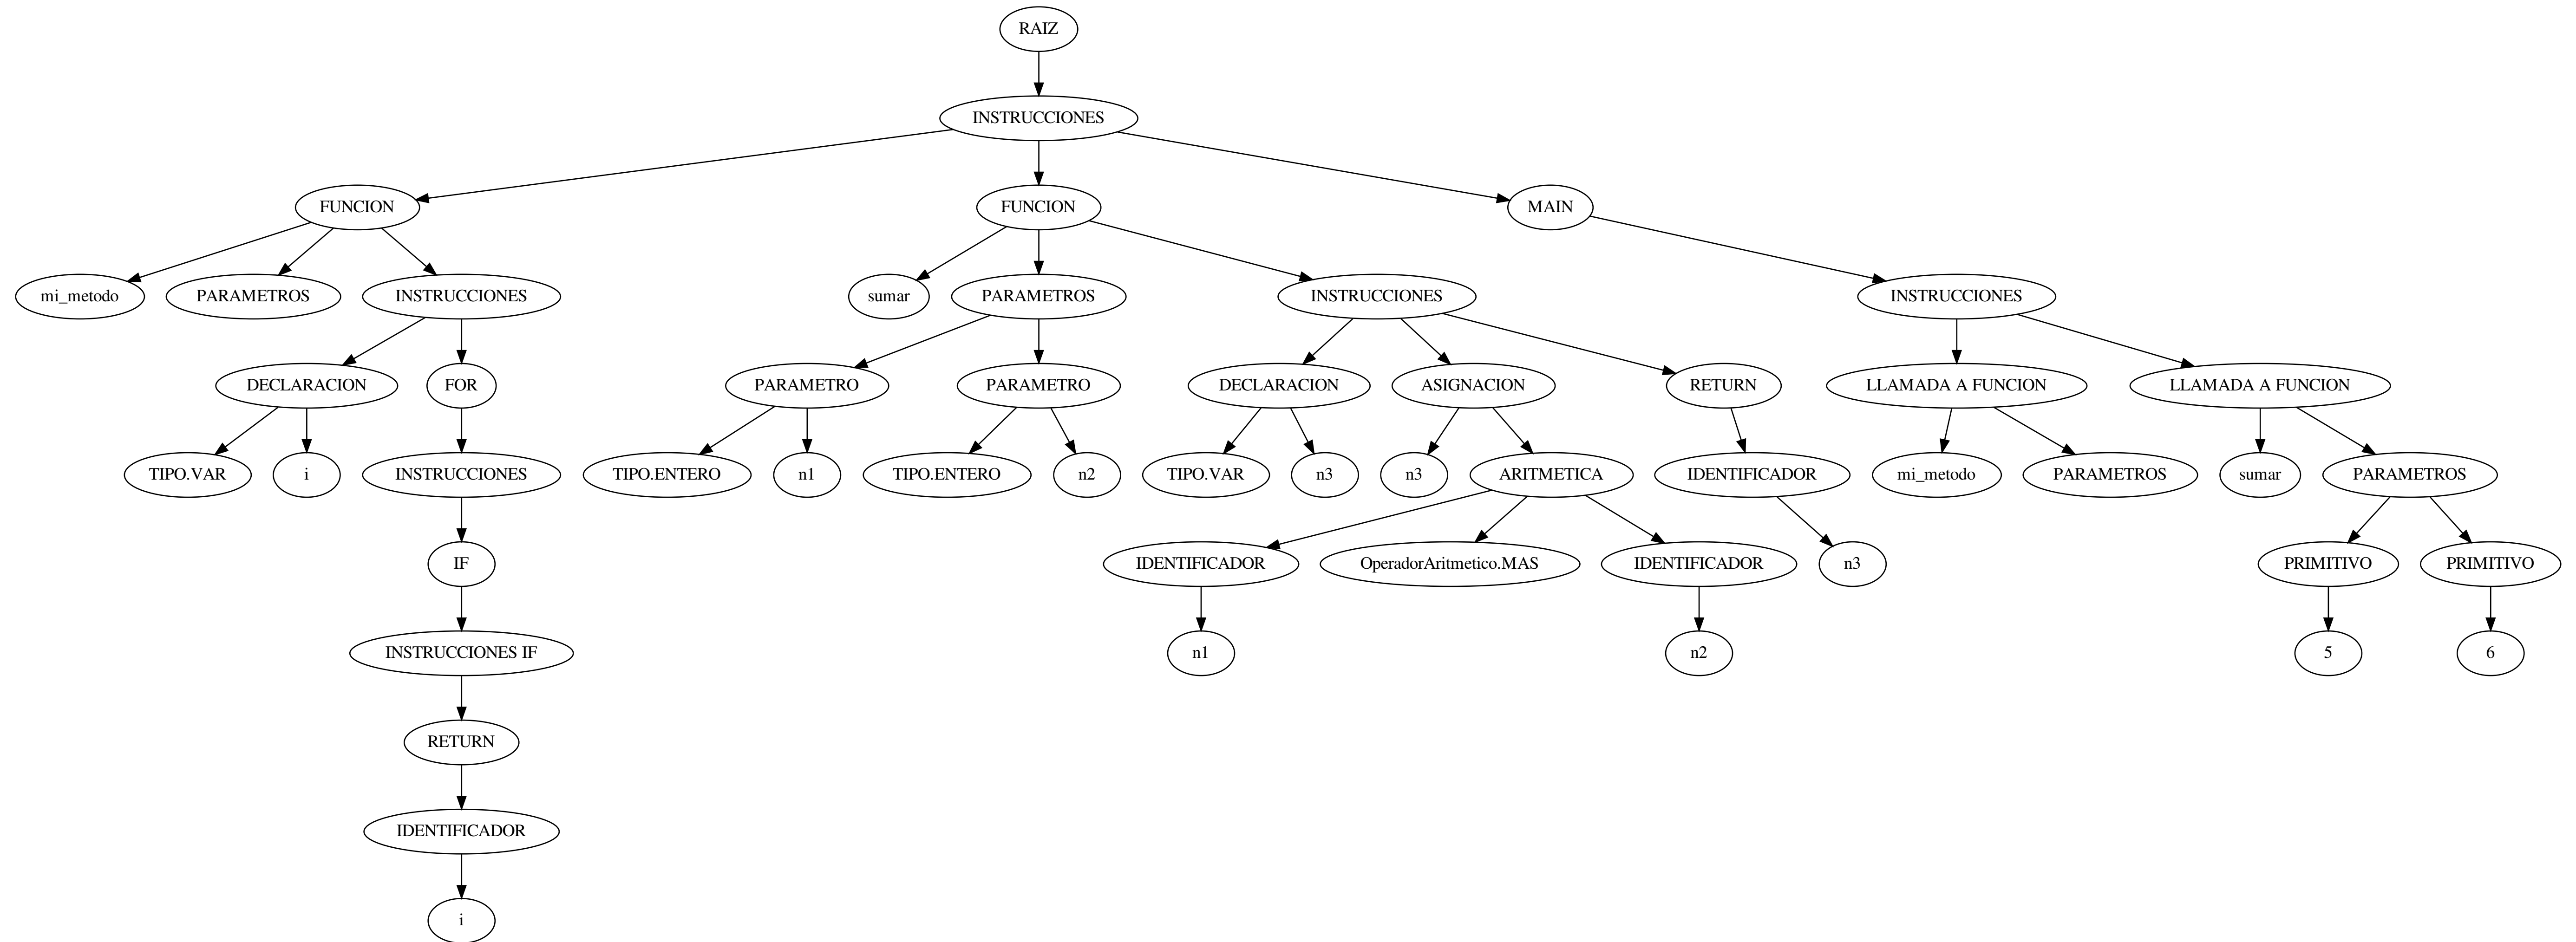 RAIZ
INSTRUCCIONES
FUNCION
FUNCION
MAIN
mi_metodo
PARAMETROS
INSTRUCCIONES
sumar
PARAMETROS
INSTRUCCIONES
INSTRUCCIONES
DECLARACION
FOR
PARAMETRO
PARAMETRO
DECLARACION
ASIGNACION
RETURN
LLAMADA A FUNCION
LLAMADA A FUNCION
TIPO.VAR
i
INSTRUCCIONES
TIPO.ENTERO
n1
TIPO.ENTERO
n2
TIPO.VAR
n3
n3
ARITMETICA
IDENTIFICADOR
mi_metodo
PARAMETROS
sumar
PARAMETROS
IF
IDENTIFICADOR
OperadorAritmetico.MAS
IDENTIFICADOR
n3
PRIMITIVO
PRIMITIVO
INSTRUCCIONES IF
n1
n2
5
6
RETURN
IDENTIFICADOR
i